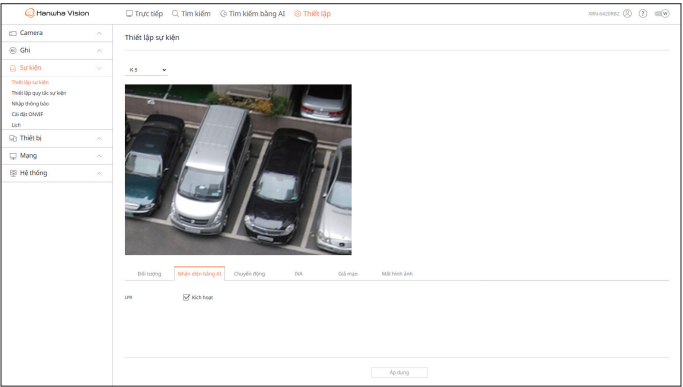 Hanwha Vision
Trực tiếp
Tìm kiếm
Tìm kiếm bằng AI
Thiết lập
Camera
Ghi
Sự kiện
Thiết lập sự kiện
Thiết lập quy tắc sự kiện
Nhập thông báo
Cài đặt ONVIF
Lịch
Thiết bị
Mạng
Hệ thống
Thiết lập sự kiện
K 8
Đối tượng
Nhận diện bằng AI
Chuyển động
IVA
Giả mạo
Mất hình ảnh
LPR
Kích hoạt
Áp dụng